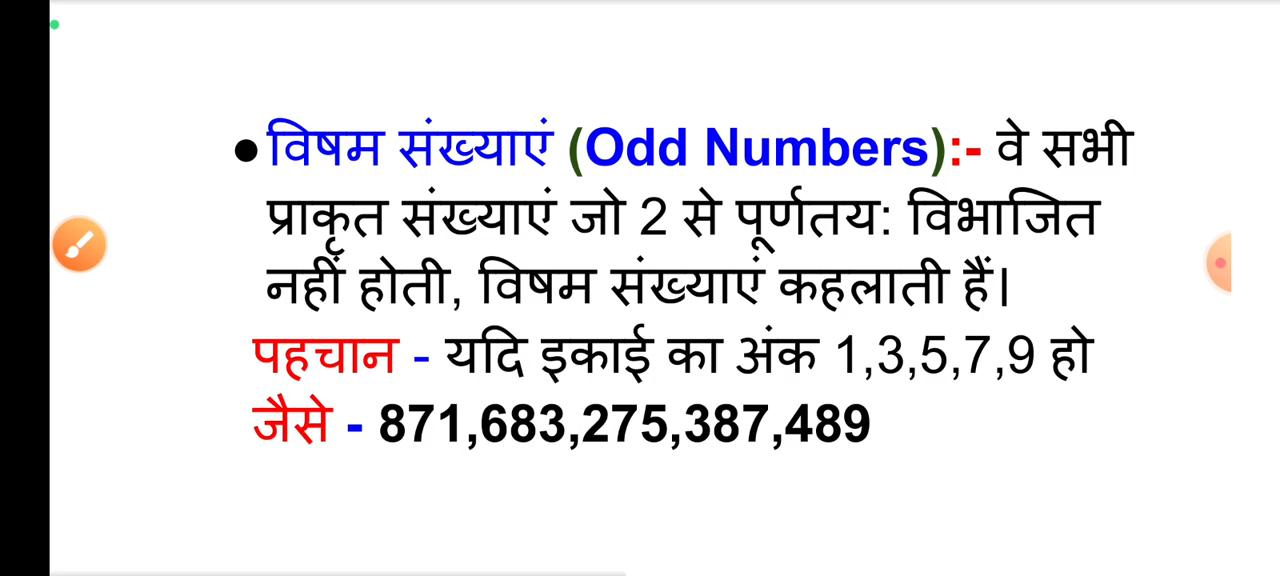 ●विषम संख्याएं (Odd Numbers):- वे सभी
प्राकृत संख्याएं जो 2 से पूर्णतय: विभाजित
नहीं होती, विषम संख्याएं कहलाती हैं।
पहचान - यदि इकाई का अंक 1,3,5,7,9 हो
जैसे - 871,683,275,387,489